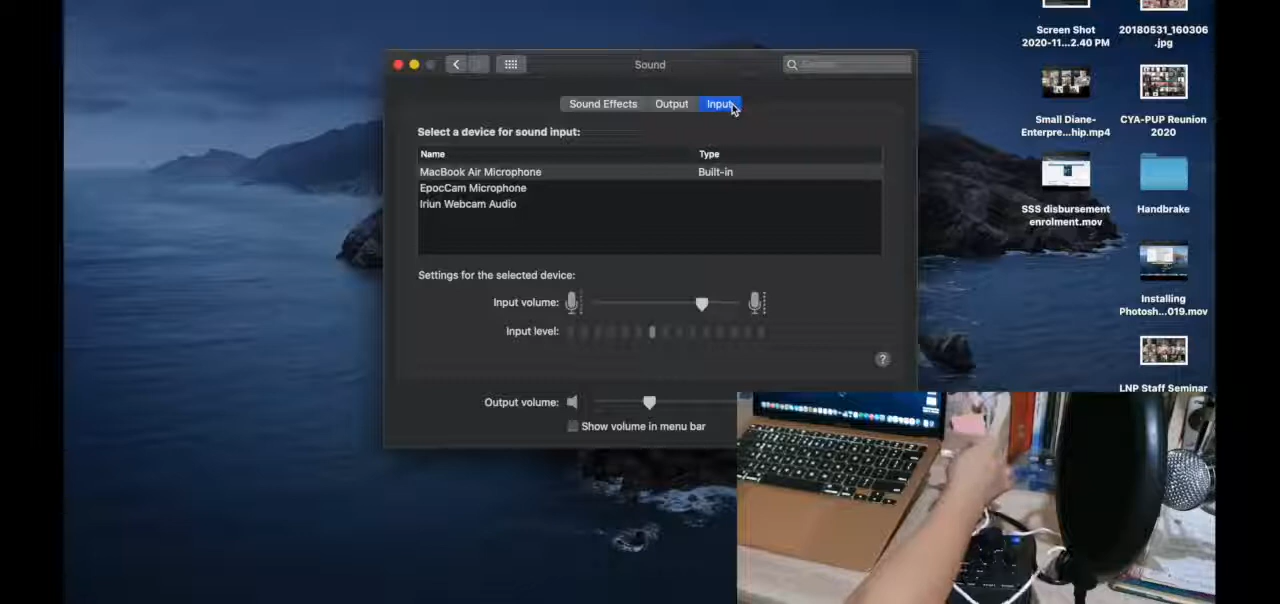 Sound
Search
Sound Effects
Output
Input
Select a device for sound input:
Name
Type
MacBook Air Microphone
Built-in
EpocCam Microphone
Iriun Webcam Audio
Settings for the selected device:
Input volume:
Input level:
?
Output volume:
Show volume in menu bar
Screen Shot
2020-11...2.40 PM
20180531_160306
.jpg
Small Diane-
Enterpre...hip.mp4
CYA-PUP Reunion
2020
SSS disbursement
enrolment.mov
Handbrake
Installing
Photosh...019.mov
LNP Staff Seminar